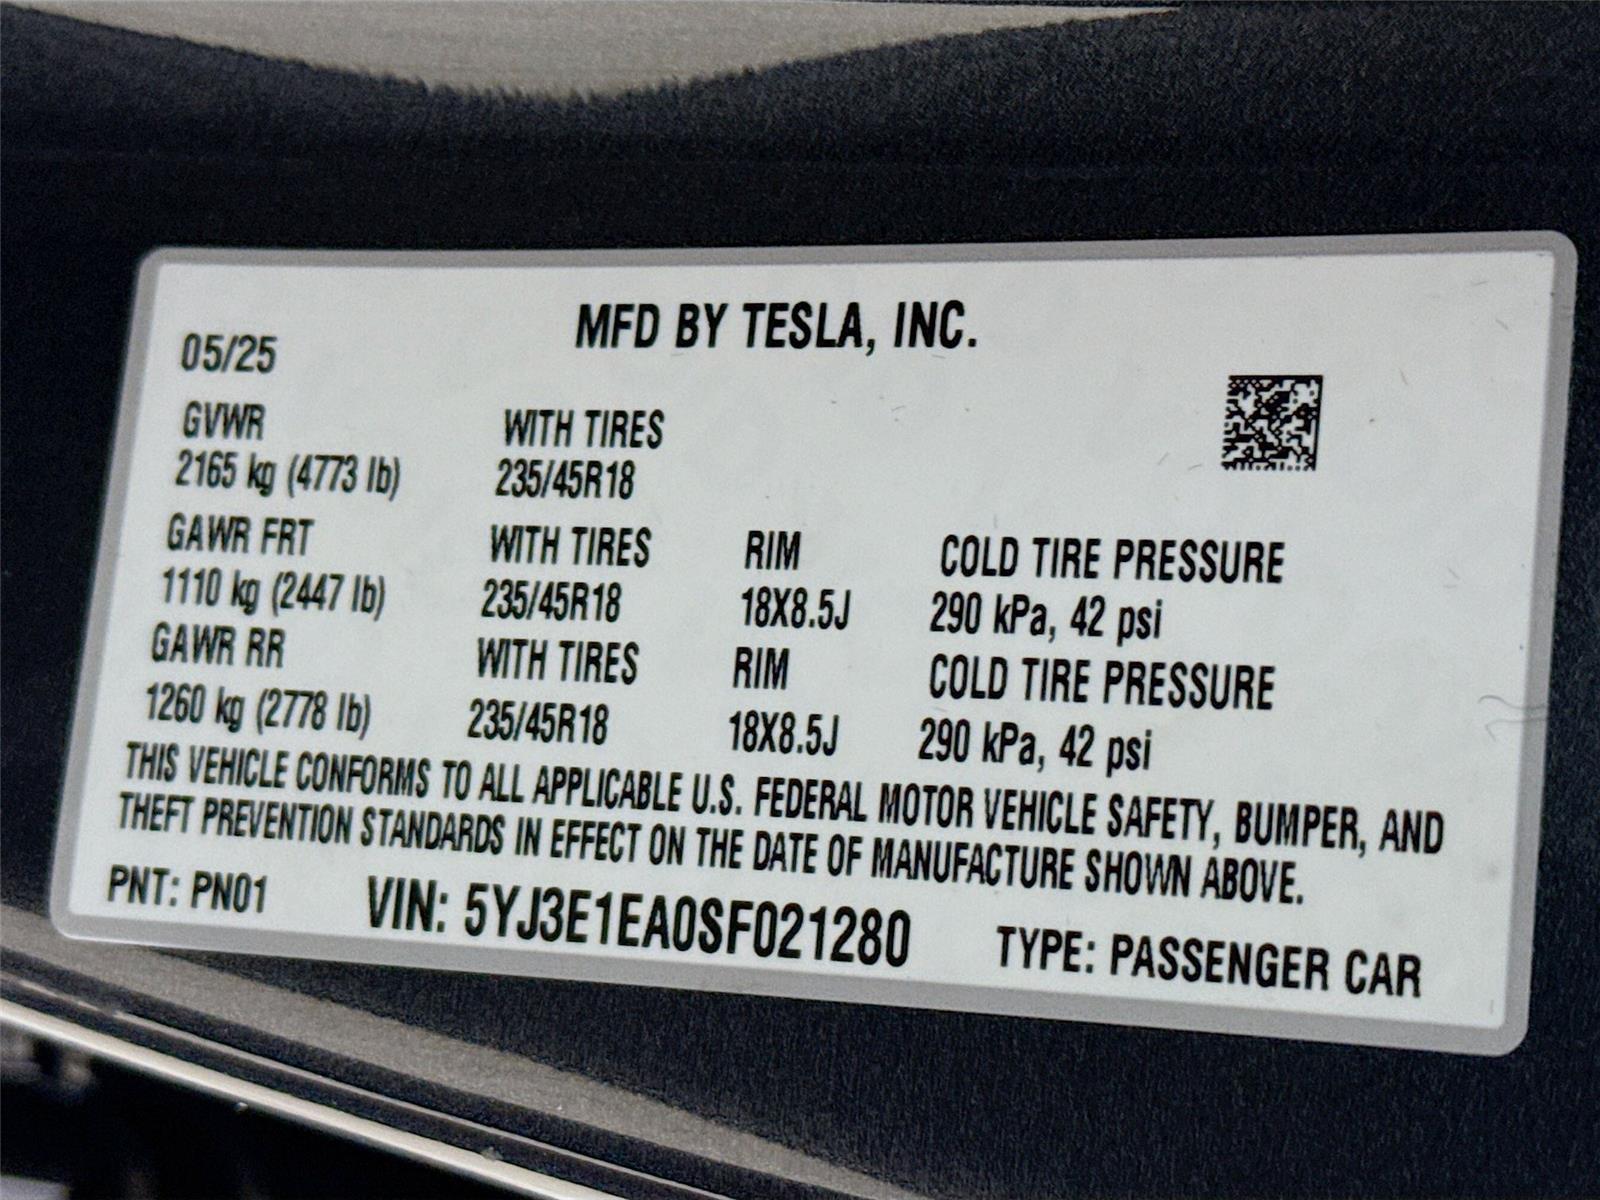 MFD BY TESLA, INC.
05/25
GVWR WITH TIRES
2165 kg (4773 lb) 235/45R18
GAWR FRT WITH TIRES RIM COLD TIRE PRESSURE
1110 kg (2447 lb) 235/45R18 18X8.5J 290 kPa, 42 psi
GAWR RR WITH TIRES RIM COLD TIRE PRESSURE
1260 kg (2778 lb) 235/45R18 18X8.5J 290 kPa, 42 psi
THIS VEHICLE CONFORMS TO ALL APPLICABLE U.S. FEDERAL MOTOR VEHICLE SAFETY, BUMPER, AND
THEFT PREVENTION STANDARDS IN EFFECT ON THE DATE OF MANUFACTURE SHOWN ABOVE.
PNT: PN01 VIN: 5YJ3E1EA0SF021280 TYPE: PASSENGER CAR